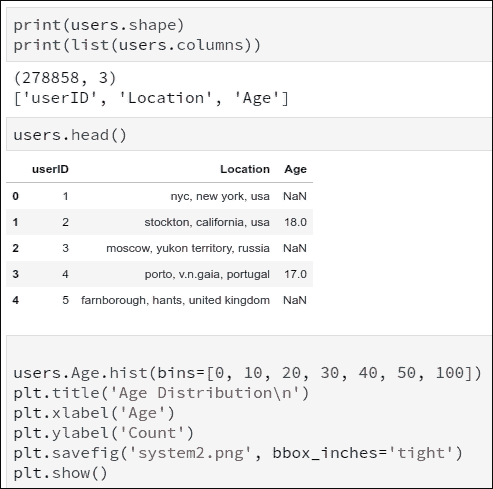 print(users.shape)
print(list(users.columns))
(278858, 3)
['userID', 'Location', 'Age']
users.head()
userID Location Age
0 1 nyc, new york, usa NaN
1 2 stockton, california, usa 18.0
2 3 moscow, yukon territory, russia NaN
3 4 porto, v.n.gaia, portugal 17.0
4 5 farnborough, hants, united kingdom NaN
users.Age.hist(bins=[0, 10, 20, 30, 40, 50, 100])
plt.title('Age Distribution\n')
plt.xlabel('Age')
plt.ylabel('Count')
plt.savefig('system2.png', bbox_inches='tight')
plt.show()